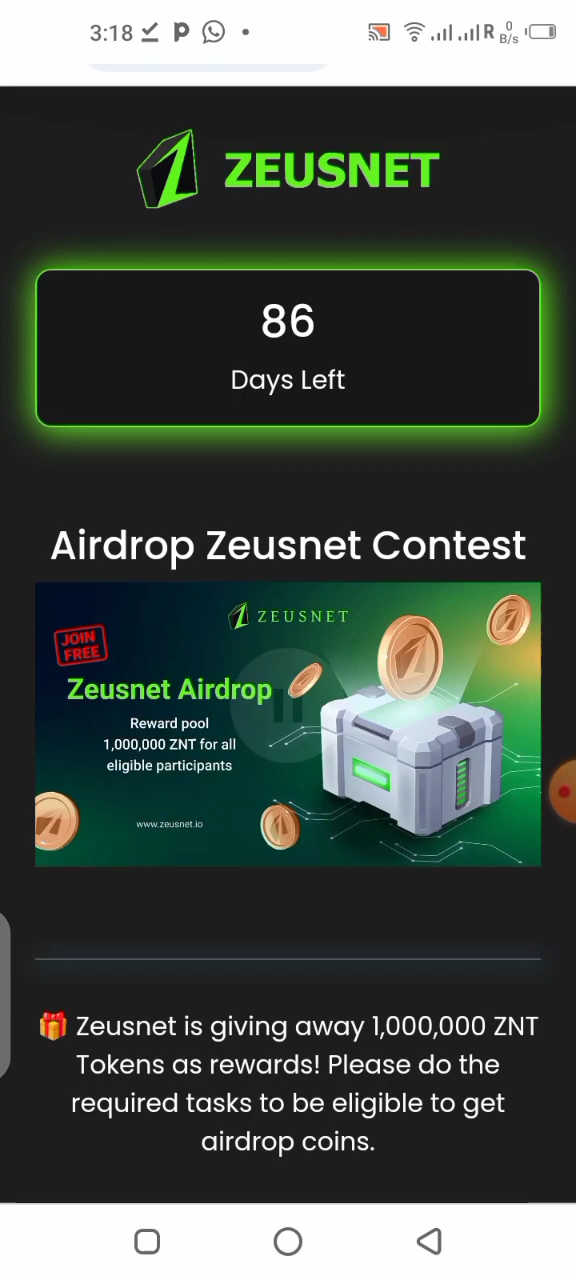 3:18
R
0
B/s
ZEUSNET
86
Days Left
Airdrop Zeusnet Contest
ZEUSNET
JOIN
FREE
Zeusnet Airdrop
Reward pool
1,000,000 ZNT for all
eligible participants
www.zeusnet.io
🎁 Zeusnet is giving away 1,000,000 ZNT
Tokens as rewards! Please do the
required tasks to be eligible to get
airdrop coins.